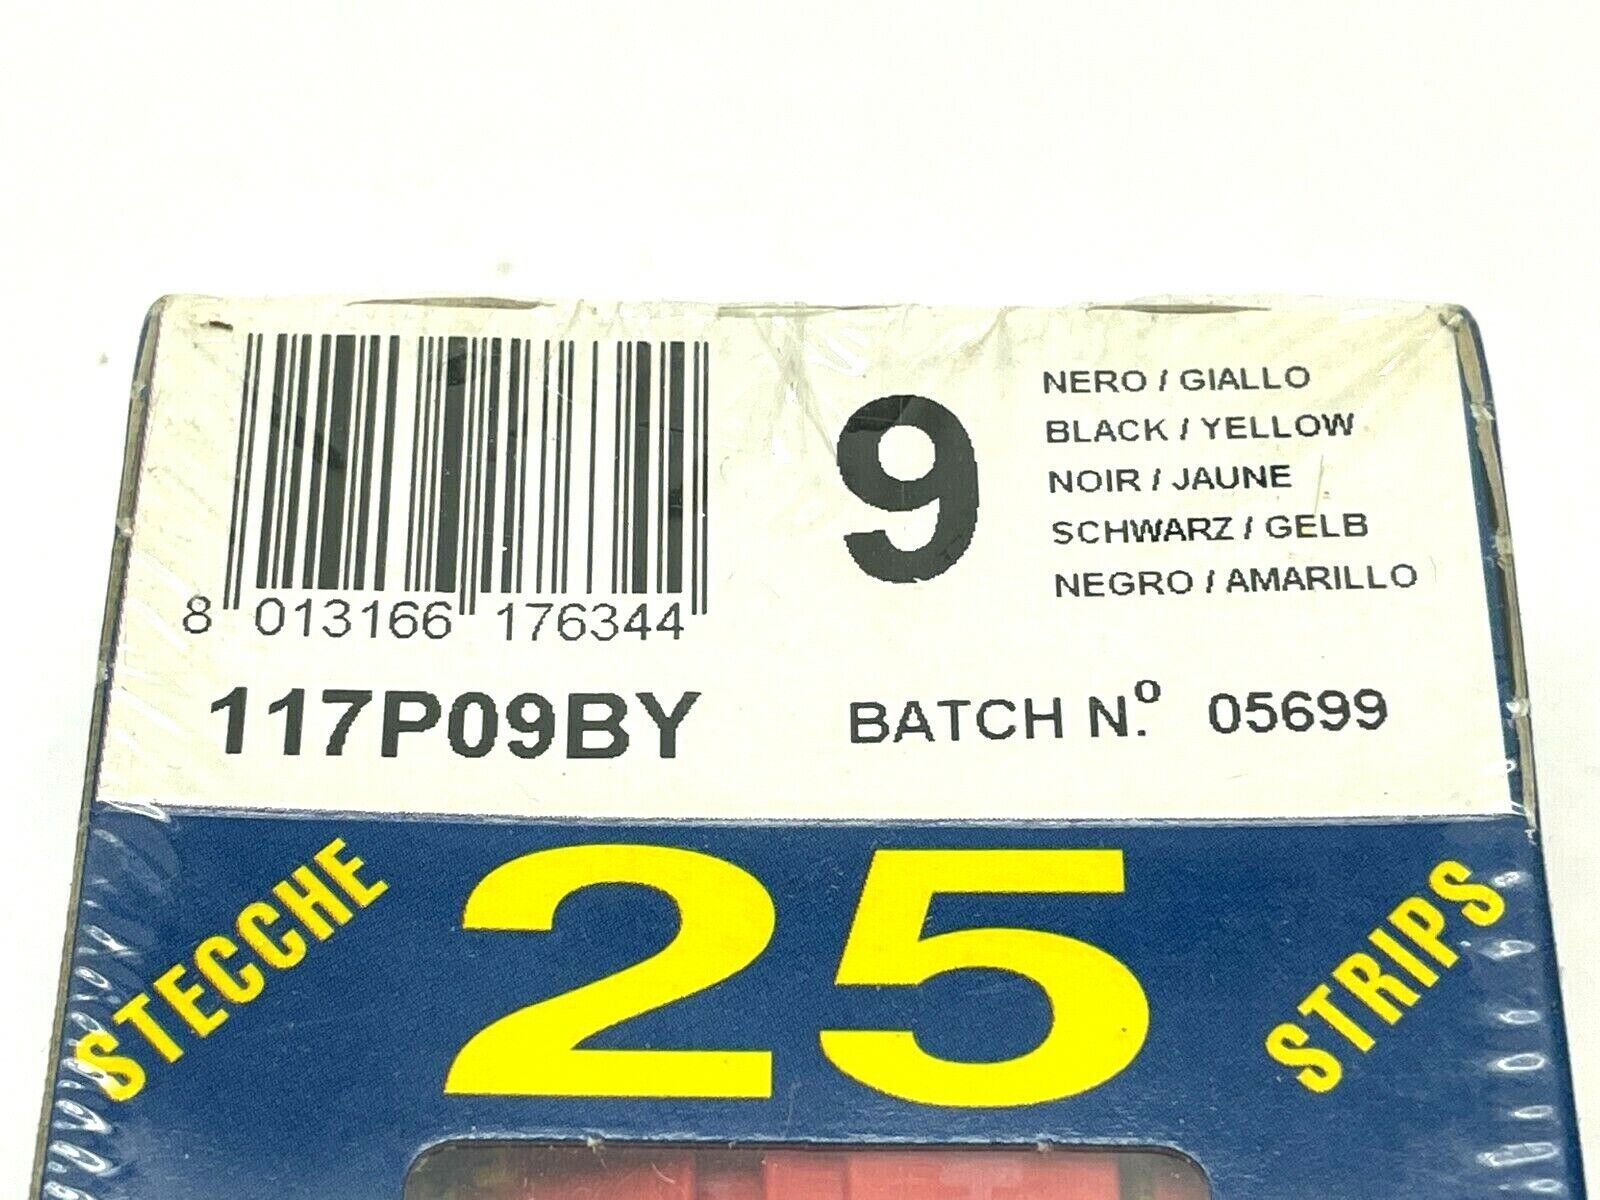 8 013166 176344
9
NERO / GIALLO
BLACK / YELLOW
NOIR / JAUNE
SCHWARZ / GELB
NEGRO / AMARILLO
117P09BY
BATCH N.º 05699
STECCHE
25
STRIPS